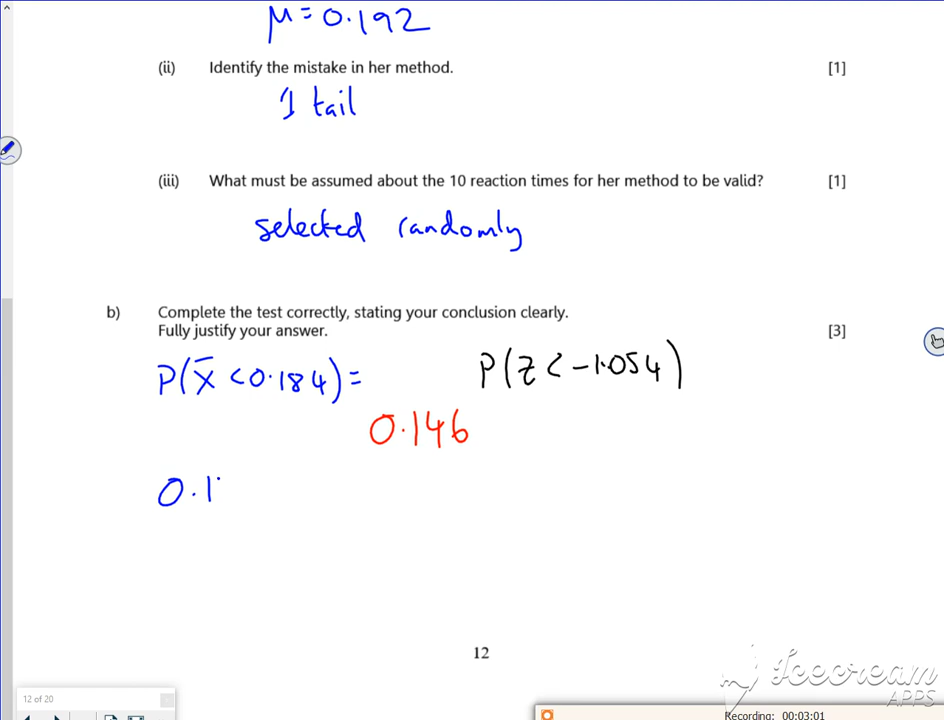 μ = 0.192
(ii) Identify the mistake in her method. [1]
1 tail
(iii) What must be assumed about the 10 reaction times for her method to be valid? [1]
selected randomly
b) Complete the test correctly, stating your conclusion clearly.
Fully justify your answer. [3]
P(X̄ < 0.184) = P(Z < -1.054)
0.146
0.1
12
Icecream
APPS
12 of 20
Recording: 00:03:01